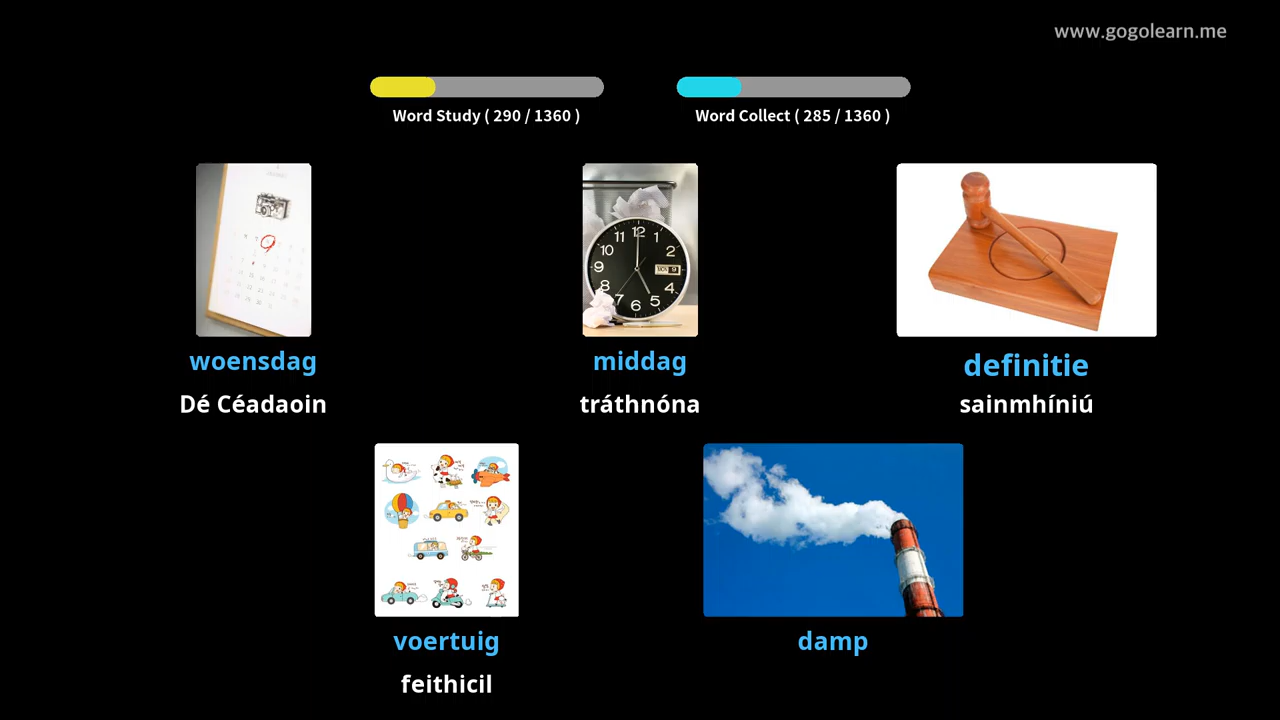 www.gogolearn.me
Word Study ( 290 / 1360 )
Word Collect ( 285 / 1360 )
woensdag
Dé Céadaoin
middag
tráthnóna
definitie
sainmhíniú
voertuig
feithicil
damp